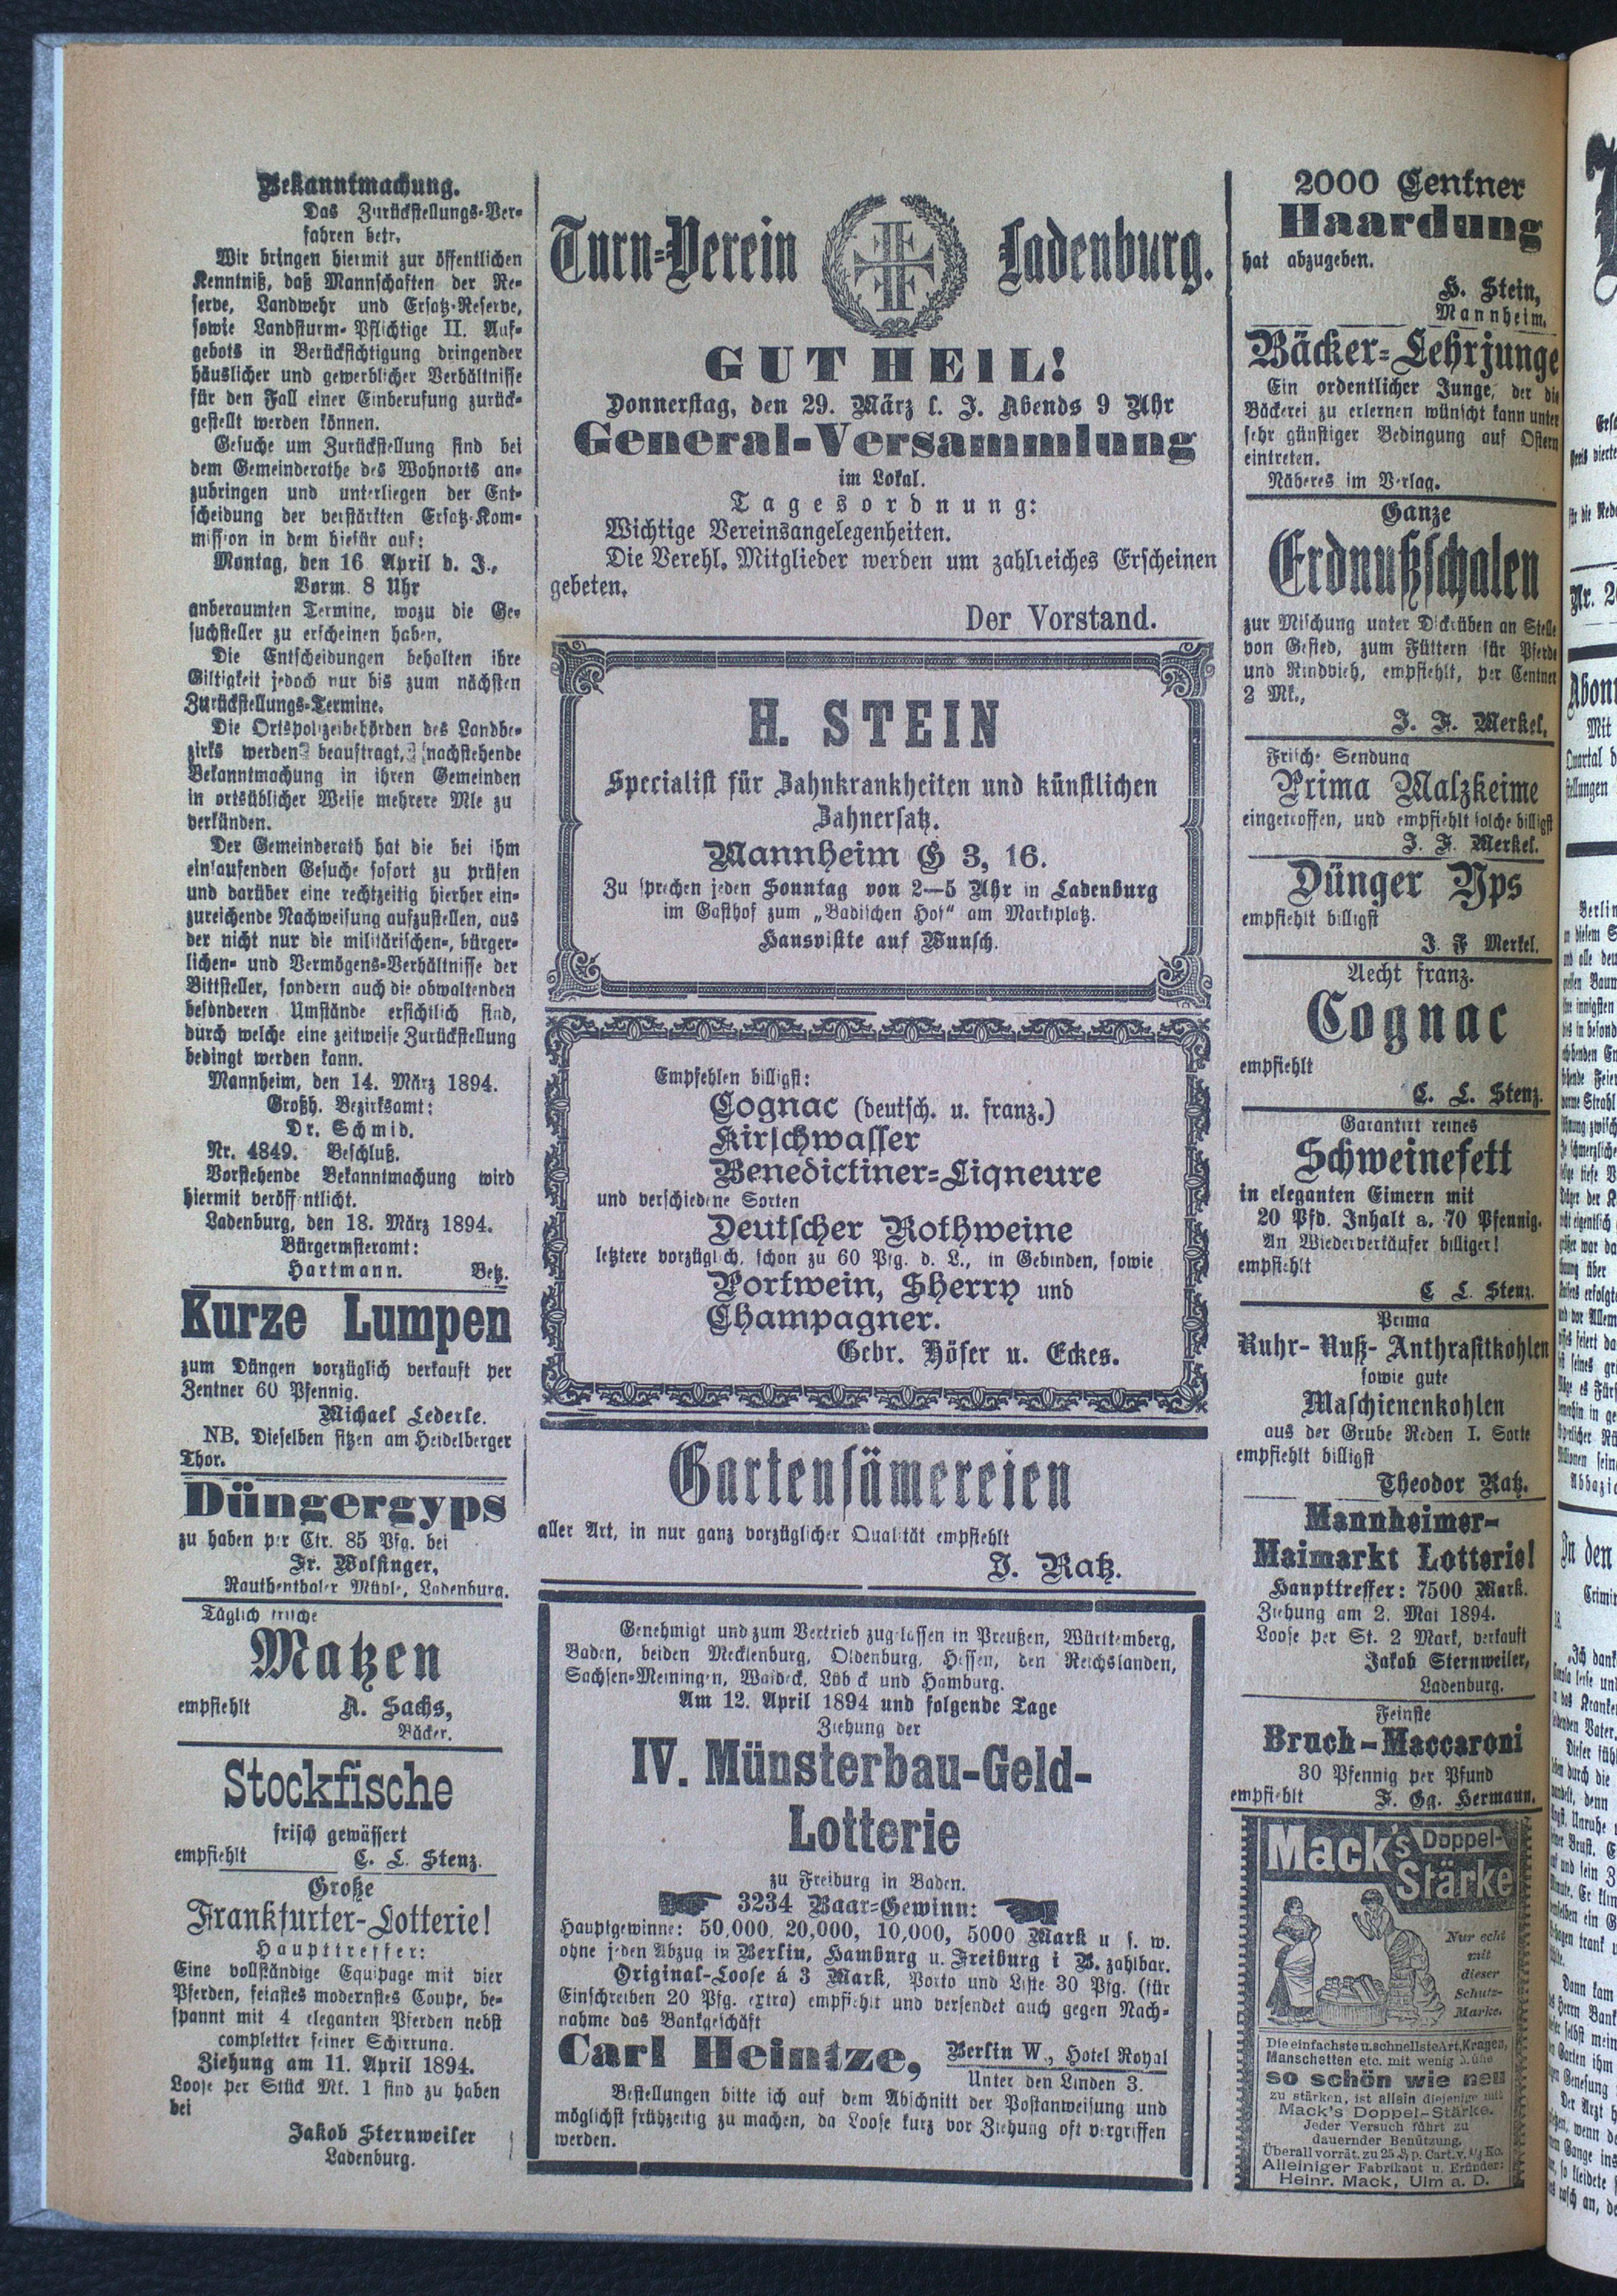 Bekanntmachung.
Das Zurückstellungs-Ver-
fahren betr.
Wir bringen hiermit zur öffentlichen
Kenntniß, daß Mannschaften der Re-
serve, Landwehr und Ersatz-Reserve,
sowie Landsturm-Pflichtige II. Auf-
gebots in Berücksichtigung dringender
häuslicher und gewerblicher Verhältnisse
für den Fall einer Einberufung zurück-
gestellt werden können.
Gesuche um Zurückstellung sind bei
dem Gemeinderathe des Wohnorts an-
zubringen und unterliegen der Ent-
scheidung der verstärkten Ersatz-Kom-
mission in dem hiefür auf:
Montag, den 16 April d. J.,
Vorm. 8 Uhr
anberaumten Termine, wozu die Ge-
suchsteller zu erscheinen haben.
Die Entscheidungen behalten ihre
Giltigkeit jedoch nur bis zum nächsten
Zurückstellungs-Termine.
Die Ortspolizeibehörden des Landbe-
zirks werden beauftragt, nachstehende
Bekanntmachung in ihren Gemeinden
in ortsüblicher Weise mehrere Mle zu
verkünden.
Der Gemeinderath hat die bei ihm
einlaufenden Gesuche sofort zu prüfen
und darüber eine rechtzeitig hierher ein-
zureichende Nachweisung aufzustellen, aus
der nicht nur die militärischen-, bürger-
lichen- und Vermögens-Verhältnisse der
Bittsteller, sondern auch die obwaltenden
besonderen Umstände ersichtlich sind,
durch welche eine zeitweise Zurückstellung
bedingt werden kann.
Mannheim, den 14. März 1894.
Großh. Bezirksamt:
Dr. Schmid.
Nr. 4849. Beschluß.
Vorstehende Bekanntmachung wird
hiermit veröffentlicht.
Ladenburg, den 18. März 1894.
Bürgermsteramt:
Hartmann. Betz.
Kurze Lumpen
zum Düngen vorzüglich verkauft per
Zentner 60 Pfennig.
Michael Lederle.
NB. Dieselben sitzen am Heidelberger
Thor.
Düngergyps
zu haben per Ctr. 85 Pfg. bei
Fr. Wolfinger,
Rauthenthaler Mühle, Ladenburg.
Täglich frische
Matzen
empfiehlt A. Sachs,
Bäcker.
Stockfische
frisch gewässert
empfiehlt C. L. Stenz.
Große
Frankfurter-Lotterie!
Haupttreffer:
Eine vollständige Equipage mit vier
Pferden, feinstes modernstes Coupe, be-
spannt mit 4 eleganten Pferden nebst
completter feiner Schirrung.
Ziehung am 11. April 1894.
Loose per Stück Mk. 1 sind zu haben
bei
Jakob Sternweiler
Ladenburg.
Turn-Verein Ladenburg.
GUT HEIL!
Donnerstag, den 29. März l. J. Abends 9 Uhr
General-Versammlung
im Lokal.
Tagesordnung:
Wichtige Vereinsangelegenheiten.
Die Verehl. Mitglieder werden um zahlreiches Erscheinen
gebeten.
Der Vorstand.
H. STEIN
Specialist für Zahnkrankheiten und künstlichen
Zahnersatz.
Mannheim G 3, 16.
Zu sprechen jeden Sonntag von 2—5 Uhr in Ladenburg
im Gasthof zum „Badischen Hof" am Marktplatz.
Hausvisitte auf Wunsch.
Empfehlen billigst:
Cognac (deutsch. u. franz.)
Kirschwasser
Benedictiner-Liqneure
und verschiedene Sorten
Deutscher Rothweine
letztere vorzüglich, schon zu 60 Pfg. d. L., in Gebinden, sowie
Portwein, Sherry und
Champagner.
Gebr. Höfer u. Eckes.
Gartensämereien
aller Art, in nur ganz vorzüglicher Qualität empfiehlt
J. Ratz.
Genehmigt und zum Vertrieb zugelassen in Preußen, Württemberg,
Baden, beiden Mecklenburg, Oldenburg, Hessen, den Reichslanden,
Sachsen-Meiningen, Waldeck, Lübeck und Hamburg.
Am 12. April 1894 und folgende Tage
Ziehung der
IV. Münsterbau-Geld-
Lotterie
zu Freiburg in Baden.
3234 Baar-Gewinn:
Hauptgewinne: 50,000, 20,000, 10,000, 5000 Mark u. s. w.
ohne jeden Abzug in Berlin, Hamburg u. Freiburg i B. zahlbar.
Original-Loose á 3 Mark, Porto und Liste 30 Pfg. (für
Einschreiben 20 Pfg. extra) empfiehlt und versendet auch gegen Nach-
nahme das Bankgeschäft
Carl Heintze, Berlin W., Hotel Royal
Unter den Linden 3.
Bestellungen bitte ich auf dem Abschnitt der Postanweisung und
möglichst frühzeitig zu machen, da Loose kurz vor Ziehung oft vergriffen
werden.
2000 Centner
Haardung
hat abzugeben.
H. Stein,
Mannheim.
Bäcker-Lehrjunge
Ein ordentlicher Junge, der die
Bäckerei zu erlernen wünscht kann unter
sehr günstiger Bedingung auf Ostern
eintreten.
Näheres im Verlag.
Ganze
Erdnußschalen
zur Mischung unter Dickrüben an Stelle
von Gesied, zum Füttern für Pferde
und Rindvieh, empfiehlt, per Centner
2 Mk.,
J. F. Merkel.
Frische Sendung
Prima Malzkeime
eingetroffen, und empfiehlt solche billigst
J. F. Merkel.
Dünger Yps
empfiehlt billigst
J. F Merkel.
Aecht franz.
Cognac
empfiehlt
C. L. Stenz.
Garantirt reines
Schweinefett
in eleganten Eimern mit
20 Pfd. Inhalt a. 70 Pfennig.
An Wiederverkäufer billiger!
empfiehlt
C L. Stenz.
Prima
Ruhr- Nuß- Anthrasitkohlen
sowie gute
Maschienenkohlen
aus der Grube Reden I. Sorte
empfiehlt billigst
Theodor Ratz.
Mannheimer-
Maimarkt Lotterie!
Haupttreffer: 7500 Mark.
Ziehung am 2. Mai 1894.
Loose per St. 2 Mark, verkauft
Jakob Sternweiler,
Ladenburg.
Feinste
Bruch-Maccaroni
30 Pfennig per Pfund
empfiehlt F. Gg. Hermann.
Mack's Doppel-
Stärke
Nur echt
mit
dieser
Schutz-
Marke.
Die einfachste u. schnellste Art, Kragen,
Manschetten etc. mit wenig Mühe
so schön wie neu
zu stärken, ist allein diejenige mit
Mack's Doppel-Stärke.
Jeder Versuch führt zu
dauernder Benützung.
Überall vorrät. zu 25 ₰ p. Cart. v. ¼ Ko.
Alleiniger Fabrikant u. Erfinder:
Heinr. Mack, Ulm a. D.